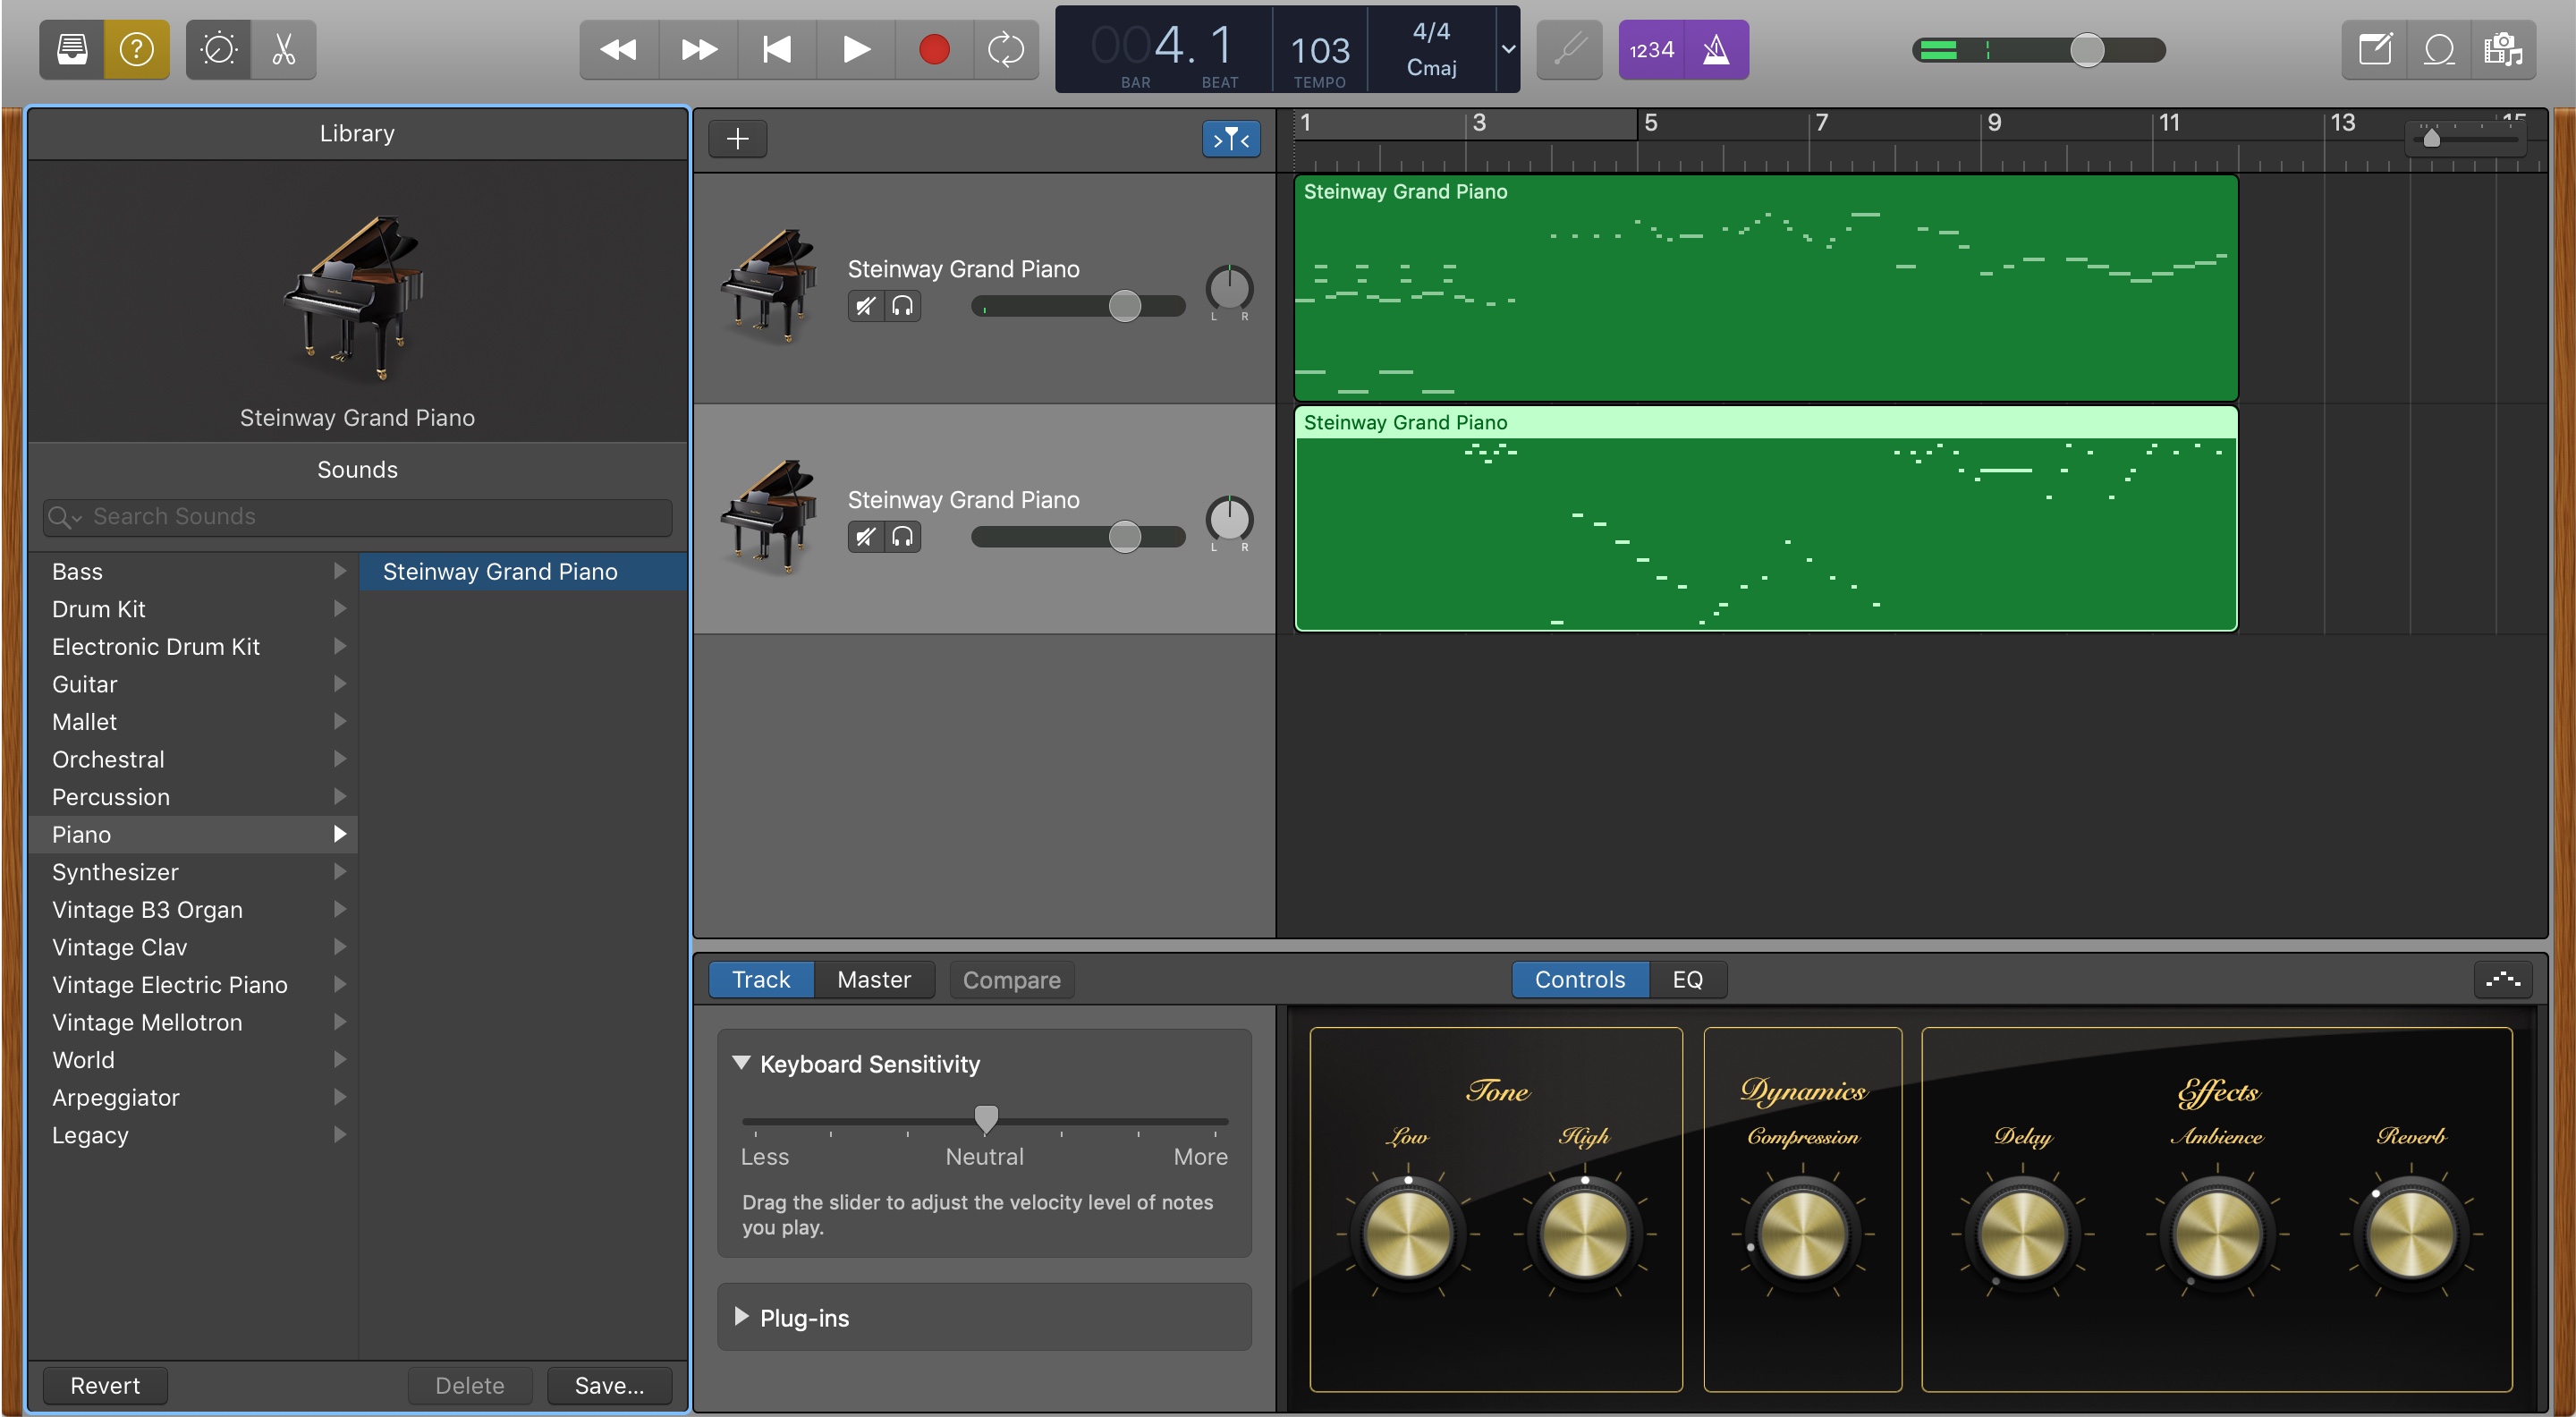 004. 1
BAR BEAT
103
TEMPO
4/4
Cmaj
1234
Library
Steinway Grand Piano
Sounds
Search Sounds
Bass
Drum Kit
Electronic Drum Kit
Guitar
Mallet
Orchestral
Percussion
Piano
Synthesizer
Vintage B3 Organ
Vintage Clav
Vintage Electric Piano
Vintage Mellotron
World
Arpeggiator
Legacy
Steinway Grand Piano
Revert Delete Save...
1 3 5 7 9 11 13 15
Steinway Grand Piano
L R
Steinway Grand Piano
Steinway Grand Piano
L R
Steinway Grand Piano
Track Master Compare Controls EQ
Keyboard Sensitivity
Less Neutral More
Drag the slider to adjust the velocity level of notes
you play.
Plug-ins
Tone
Low High
Dynamics
Compression
Effects
Delay Ambience Reverb